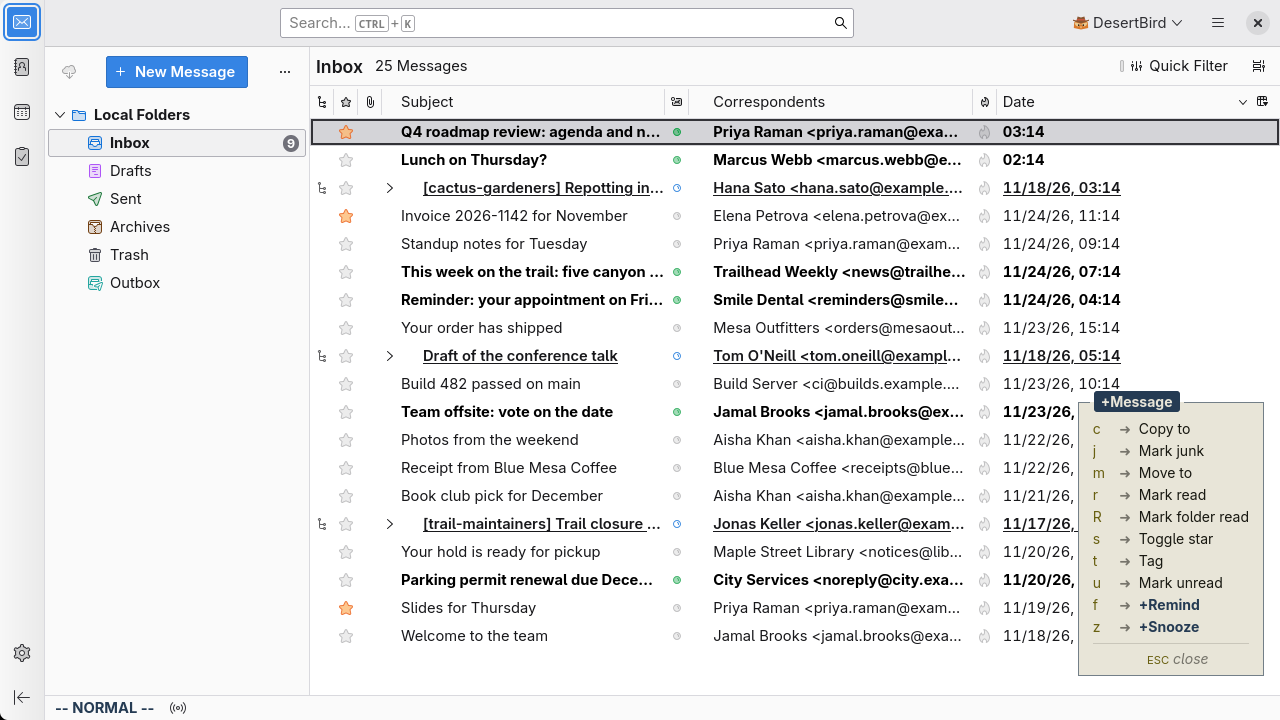 Search... CTRL + K
DesertBird
New Message
Local Folders
Inbox 9
Drafts
Sent
Archives
Trash
Outbox
Inbox 25 Messages
Quick Filter
Subject Correspondents Date
Q4 roadmap review: agenda and n... Priya Raman <priya.raman@exa... 03:14
Lunch on Thursday? Marcus Webb <marcus.webb@e... 02:14
[cactus-gardeners] Repotting in... Hana Sato <hana.sato@example.... 11/18/26, 03:14
Invoice 2026-1142 for November Elena Petrova <elena.petrova@ex... 11/24/26, 11:14
Standup notes for Tuesday Priya Raman <priya.raman@exam... 11/24/26, 09:14
This week on the trail: five canyon ... Trailhead Weekly <news@trailhe... 11/24/26, 07:14
Reminder: your appointment on Fri... Smile Dental <reminders@smile... 11/24/26, 04:14
Your order has shipped Mesa Outfitters <orders@mesaout... 11/23/26, 15:14
Draft of the conference talk Tom O'Neill <tom.oneill@exampl... 11/18/26, 05:14
Build 482 passed on main Build Server <ci@builds.example.... 11/23/26, 10:14
Team offsite: vote on the date Jamal Brooks <jamal.brooks@ex... 11/23/26,
Photos from the weekend Aisha Khan <aisha.khan@example... 11/22/26,
Receipt from Blue Mesa Coffee Blue Mesa Coffee <receipts@blue... 11/22/26,
Book club pick for December Aisha Khan <aisha.khan@example... 11/21/26,
[trail-maintainers] Trail closure ... Jonas Keller <jonas.keller@exam... 11/17/26,
Your hold is ready for pickup Maple Street Library <notices@lib... 11/20/26,
Parking permit renewal due Dece... City Services <noreply@city.exa... 11/20/26,
Slides for Thursday Priya Raman <priya.raman@exam... 11/19/26,
Welcome to the team Jamal Brooks <jamal.brooks@exa... 11/18/26,
+Message
c → Copy to
j → Mark junk
m → Move to
r → Mark read
R → Mark folder read
s → Toggle star
t → Tag
u → Mark unread
f → +Remind
z → +Snooze
ESC close
-- NORMAL --